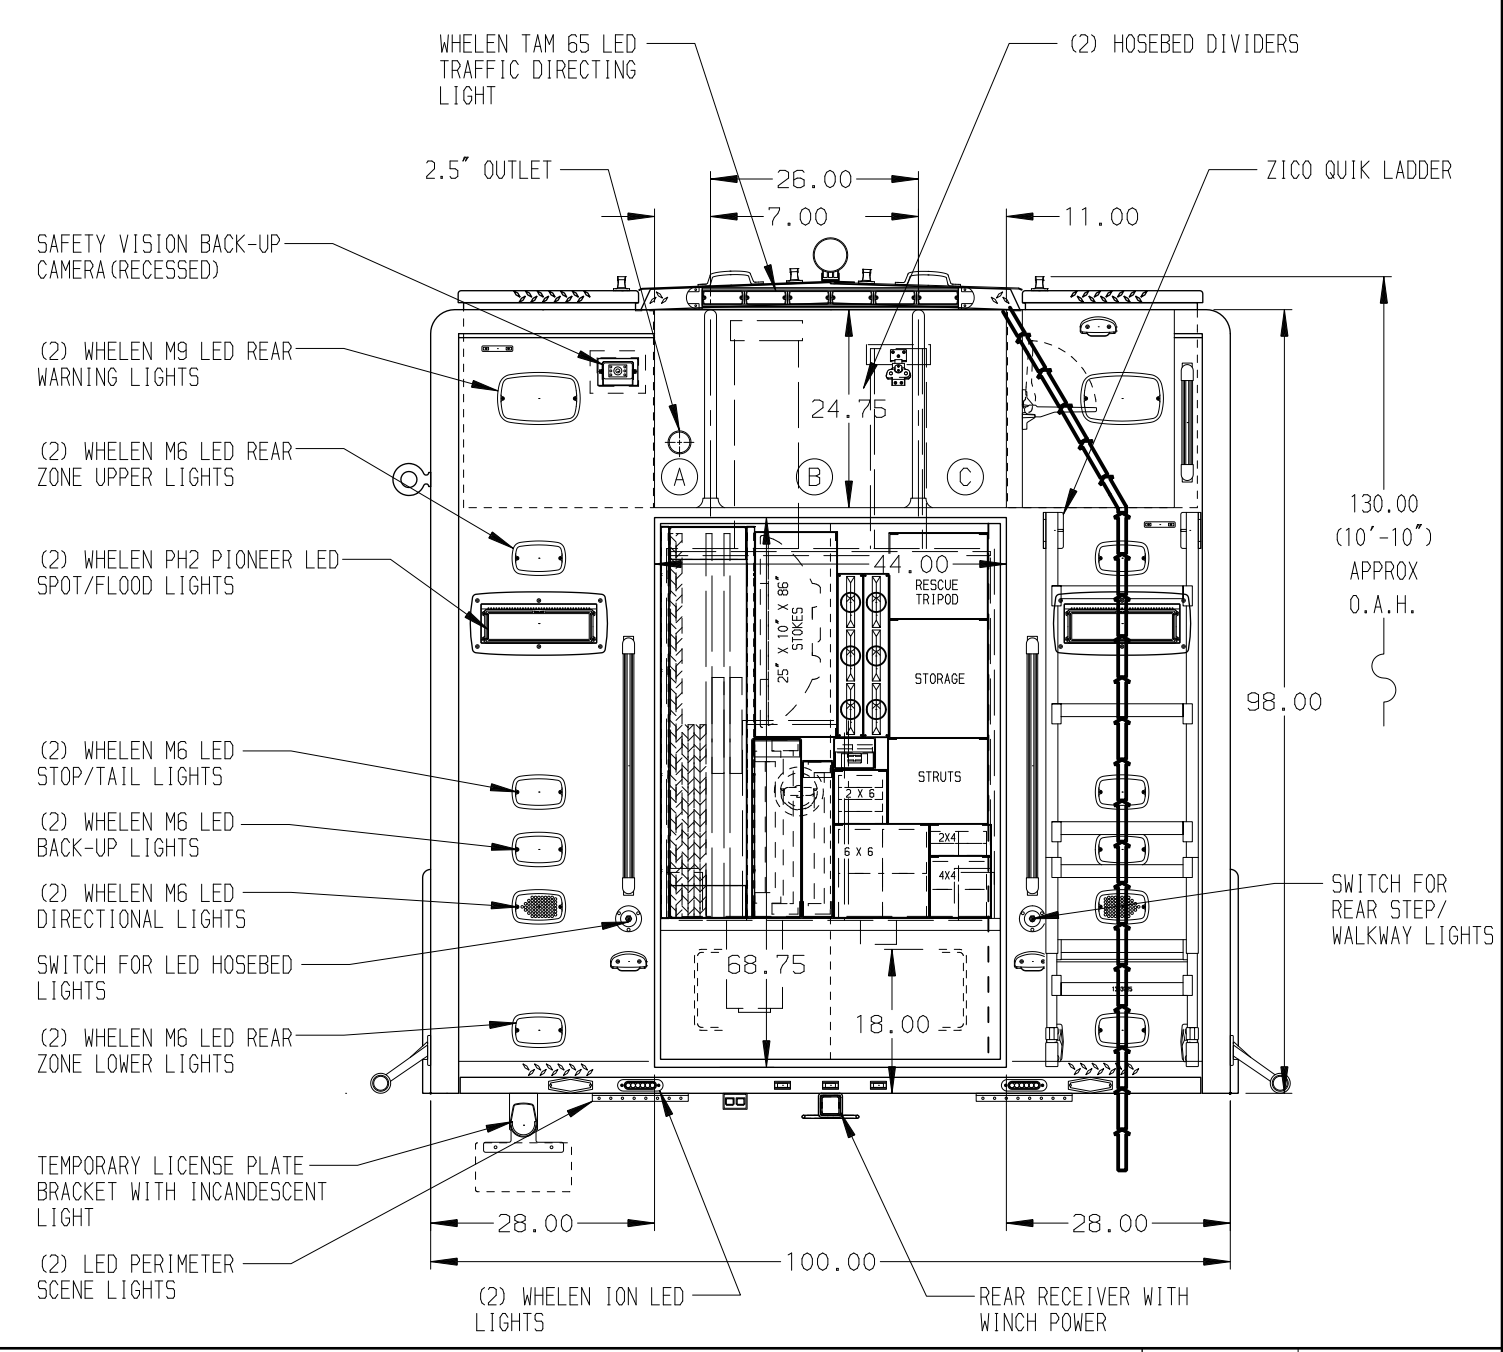 WHELEN TAM 65 LED
TRAFFIC DIRECTING
LIGHT
(2) HOSEBED DIVIDERS
2.5" OUTLET
26.00
ZICO QUIK LADDER
7.00
11.00
SAFETY VISION BACK-UP
CAMERA(RECESSED)
(2) WHELEN M9 LED REAR
WARNING LIGHTS
24.75
(2) WHELEN M6 LED REAR
ZONE UPPER LIGHTS
A
B
C
130.00
(10'-10")
APPROX
O.A.H.
(2) WHELEN PH2 PIONEER LED
SPOT/FLOOD LIGHTS
44.00
RESCUE
TRIPOD
25" X 10" X 86"
STOKES
STORAGE
98.00
(2) WHELEN M6 LED
STOP/TAIL LIGHTS
STRUTS
2 X 6
(2) WHELEN M6 LED
BACK-UP LIGHTS
2X4
6 X 6
4X4
(2) WHELEN M6 LED
DIRECTIONAL LIGHTS
SWITCH FOR
REAR STEP/
WALKWAY LIGHTS
SWITCH FOR LED HOSEBED
LIGHTS
68.75
18.00
(2) WHELEN M6 LED REAR
ZONE LOWER LIGHTS
TEMPORARY LICENSE PLATE
BRACKET WITH INCANDESCENT
LIGHT
28.00
28.00
(2) LED PERIMETER
SCENE LIGHTS
100.00
(2) WHELEN ION LED
LIGHTS
REAR RECEIVER WITH
WINCH POWER